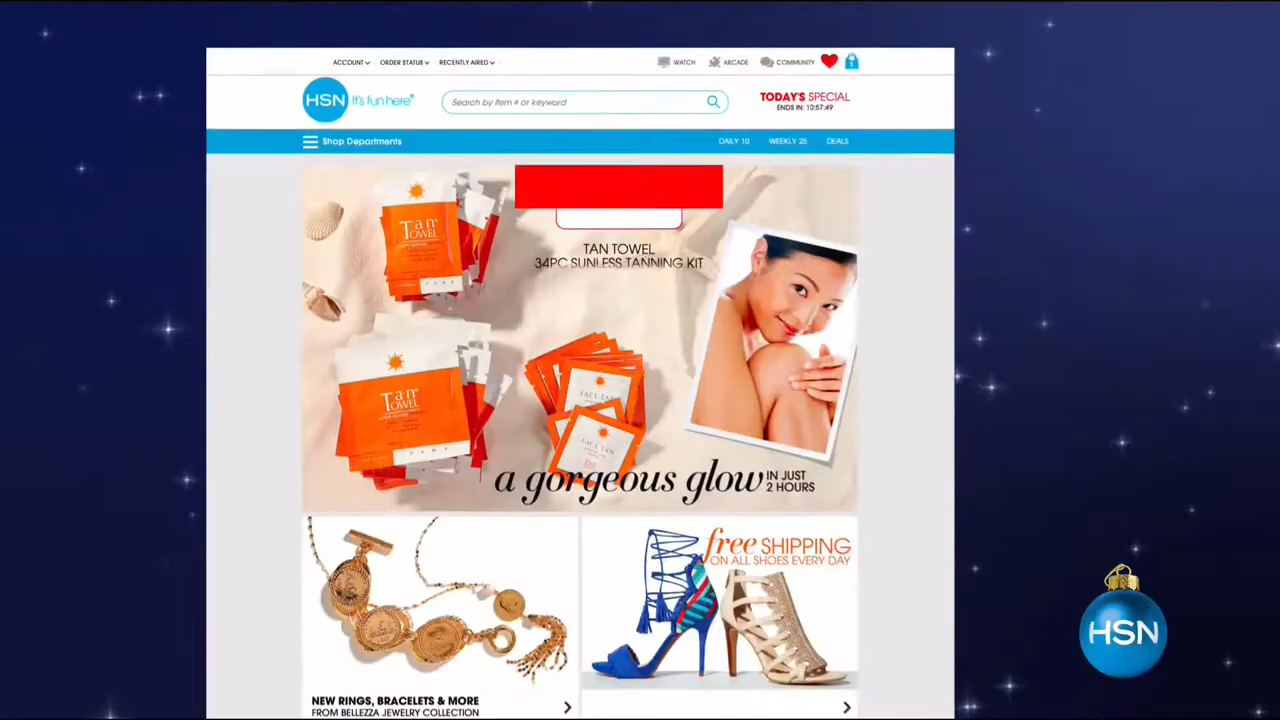 ACCOUNT
ORDER STATUS
RECENTLY AIRED
WATCH
ARCADE
COMMUNITY
HSN It's fun here*
Search by Item # or keyword
TODAY'S SPECIAL
ENDS IN: 10:57:49
Shop Departments
DAILY 10
WEEKLY 25
DEALS
TAN TOWEL
34PC SUNLESS TANNING KIT
Tan
TOWEL
Tan
TOWEL
FACE TAN
FACE TAN
a gorgeous glow IN JUST
2 HOURS
free SHIPPING
ON ALL SHOES EVERY DAY
HSN
NEW RINGS, BRACELETS & MORE
FROM BELLEZZA JEWELRY COLLECTION